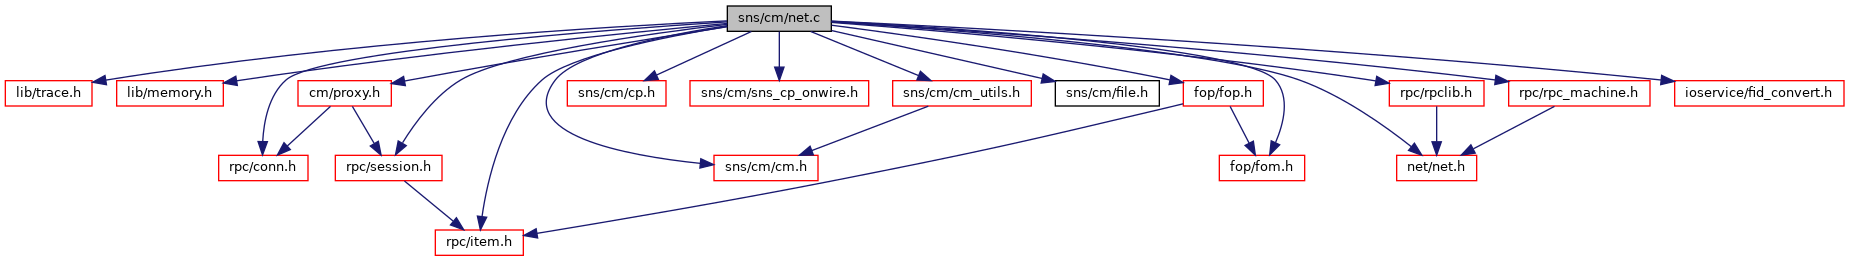 sns/cm/net.c
lib/trace.h
lib/memory.h
cm/proxy.h
sns/cm/cp.h
sns/cm/sns_cp_onwire.h
sns/cm/cm_utils.h
sns/cm/file.h
fop/fop.h
rpc/rpclib.h
rpc/rpc_machine.h
ioservice/fid_convert.h
rpc/conn.h
rpc/session.h
sns/cm/cm.h
fop/fom.h
net/net.h
rpc/item.h